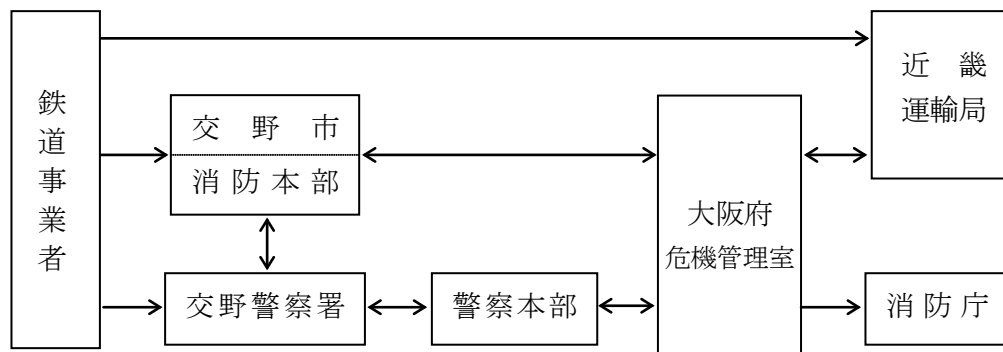 鉄道事業者
交野市
消防本部
交野警察署
警察本部
大阪府
危機管理室
近畿
運輸局
消防庁